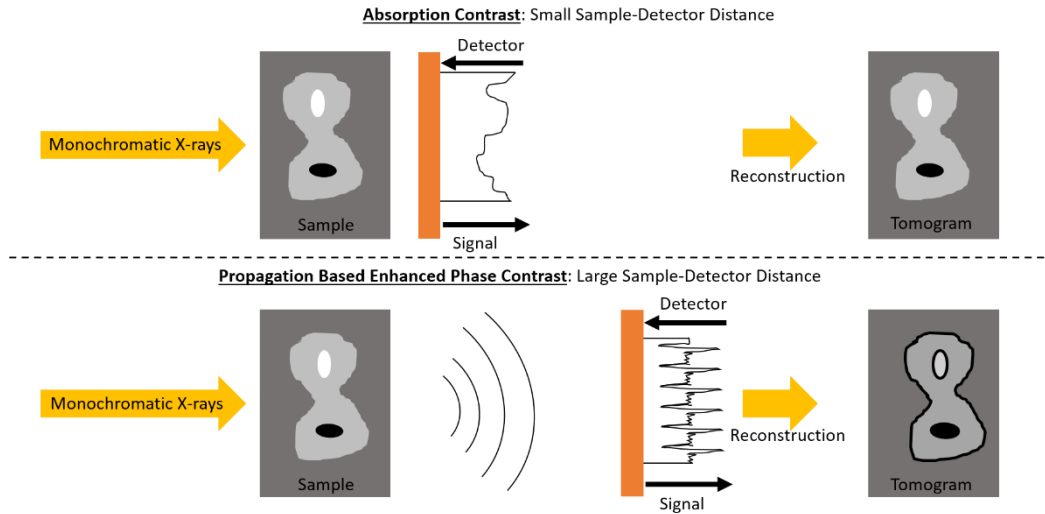 Absorption Contrast: Small Sample-Detector Distance
Detector
Monochromatic X-rays
Reconstruction
Sample
Signal
Tomogram
Propagation Based Enhanced Phase Contrast: Large Sample-Detector Distance
Detector
Monochromatic X-rays
Reconstruction
Sample
Signal
Tomogram